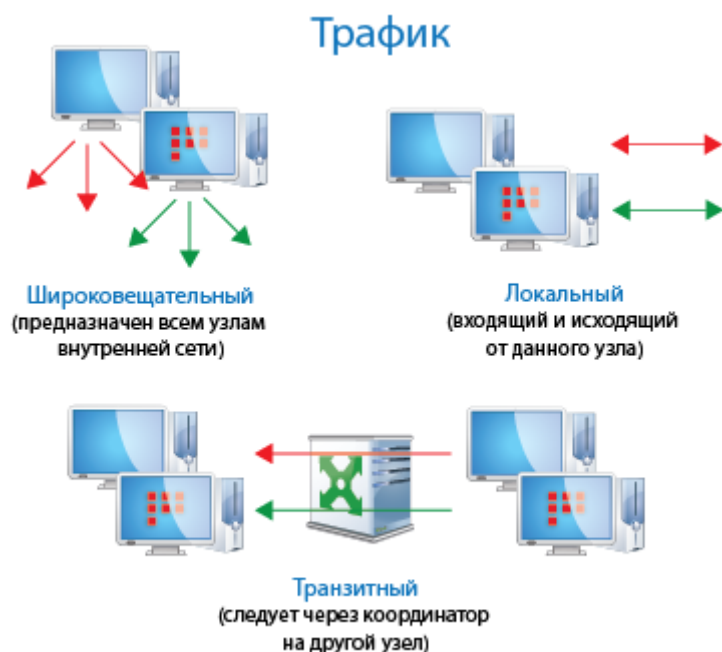 Трафик
Широковещательный
(предназначен всем узлам
внутренней сети)
Локальный
(входящий и исходящий
от данного узла)
Транзитный
(следует через координатор
на другой узел)